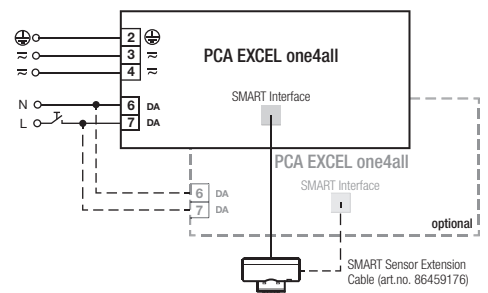 2
PCA EXCEL one4all
≂ 3 ≂
≂ 4 ≂
SMART Interface
N 6 DA
L 7 DA
PCA EXCEL one4all
SMART Interface
6 DA
7 DA
optional
SMART Sensor Extension
Cable (art.no. 86459176)